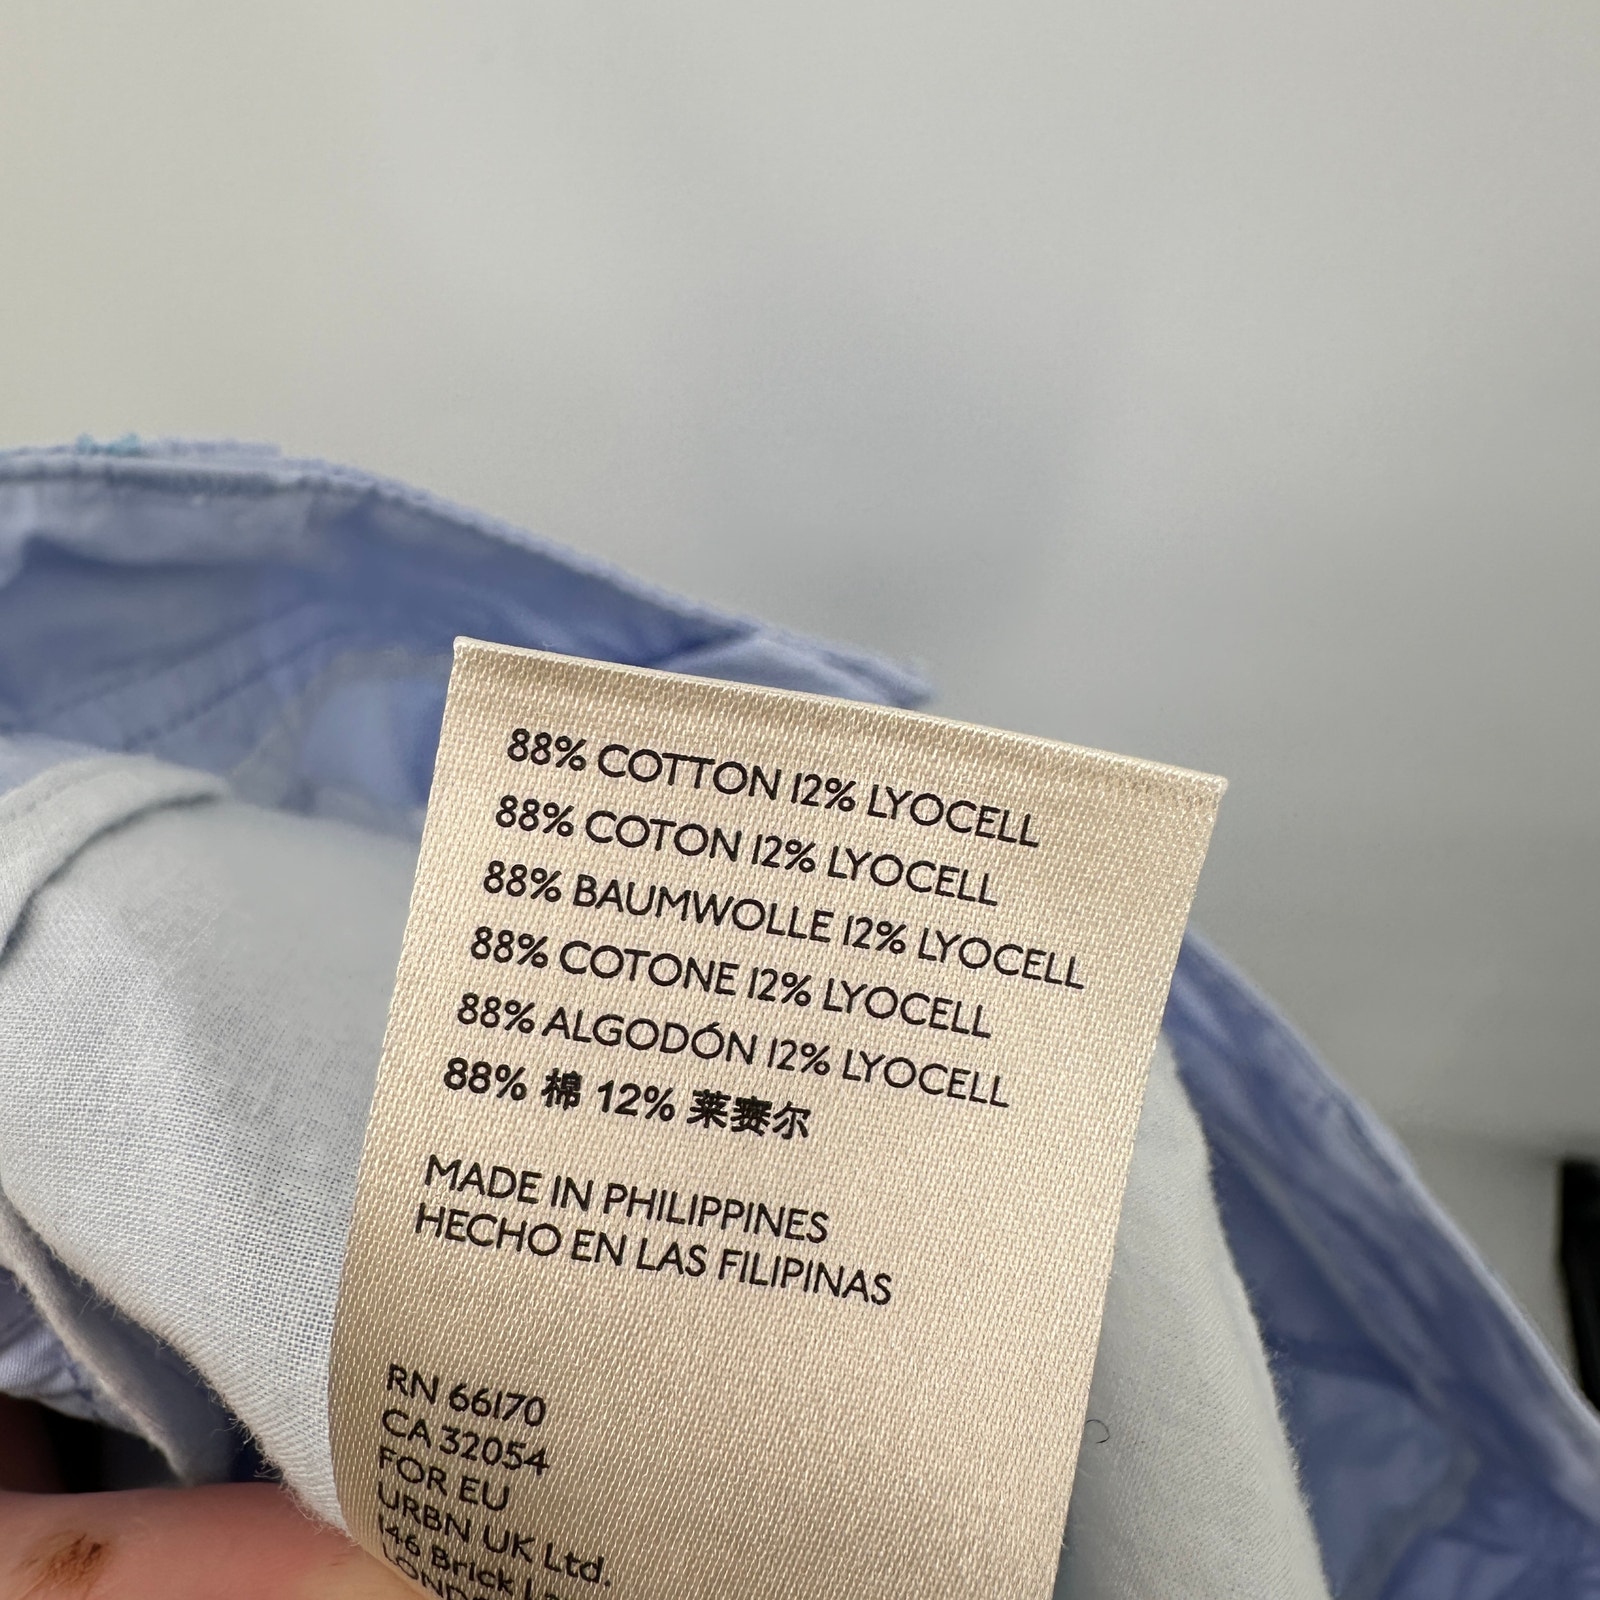 88% COTTON 12% LYOCELL
88% COTON 12% LYOCELL
88% BAUMWOLLE 12% LYOCELL
88% COTONE 12% LYOCELL
88% ALGODÓN 12% LYOCELL
88% 棉 12% 莱赛尔
MADE IN PHILIPPINES
HECHO EN LAS FILIPINAS
RN 66170
CA 32054
FOR EU
URBN UK Ltd.
146 Brick